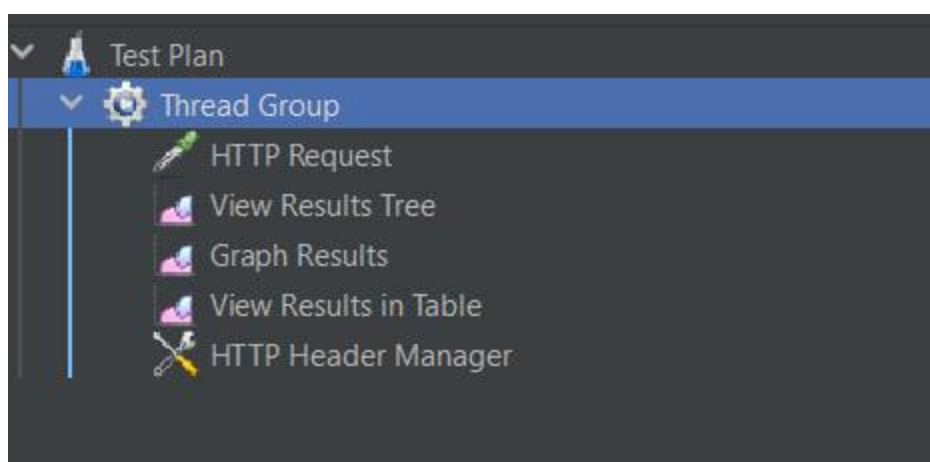 Test Plan
Thread Group
HTTP Request
View Results Tree
Graph Results
View Results in Table
HTTP Header Manager